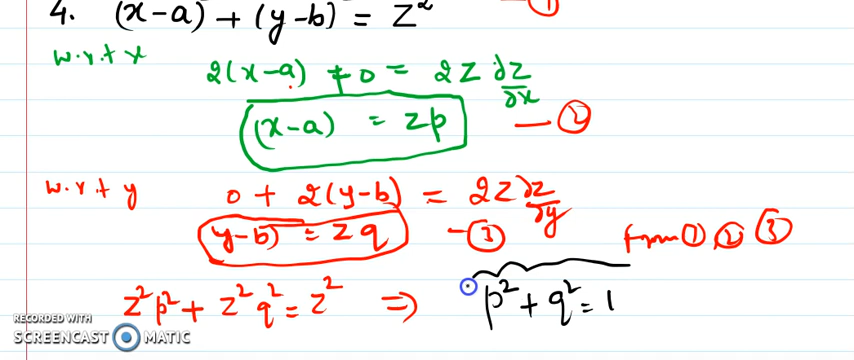 4. (x-a)² + (y-b)² = z² —①
w.r.t x
2(x-a) + 0 = 2z ∂z/∂x
(x-a) = zp —②
w.r.t y 0 + 2(y-b) = 2z ∂z/∂y
y-b) = zq —③ from ①, ② ③
z²p² + z²q² = z² ⇒ p² + q² = 1
RECORDED WITH
SCREENCAST MATIC